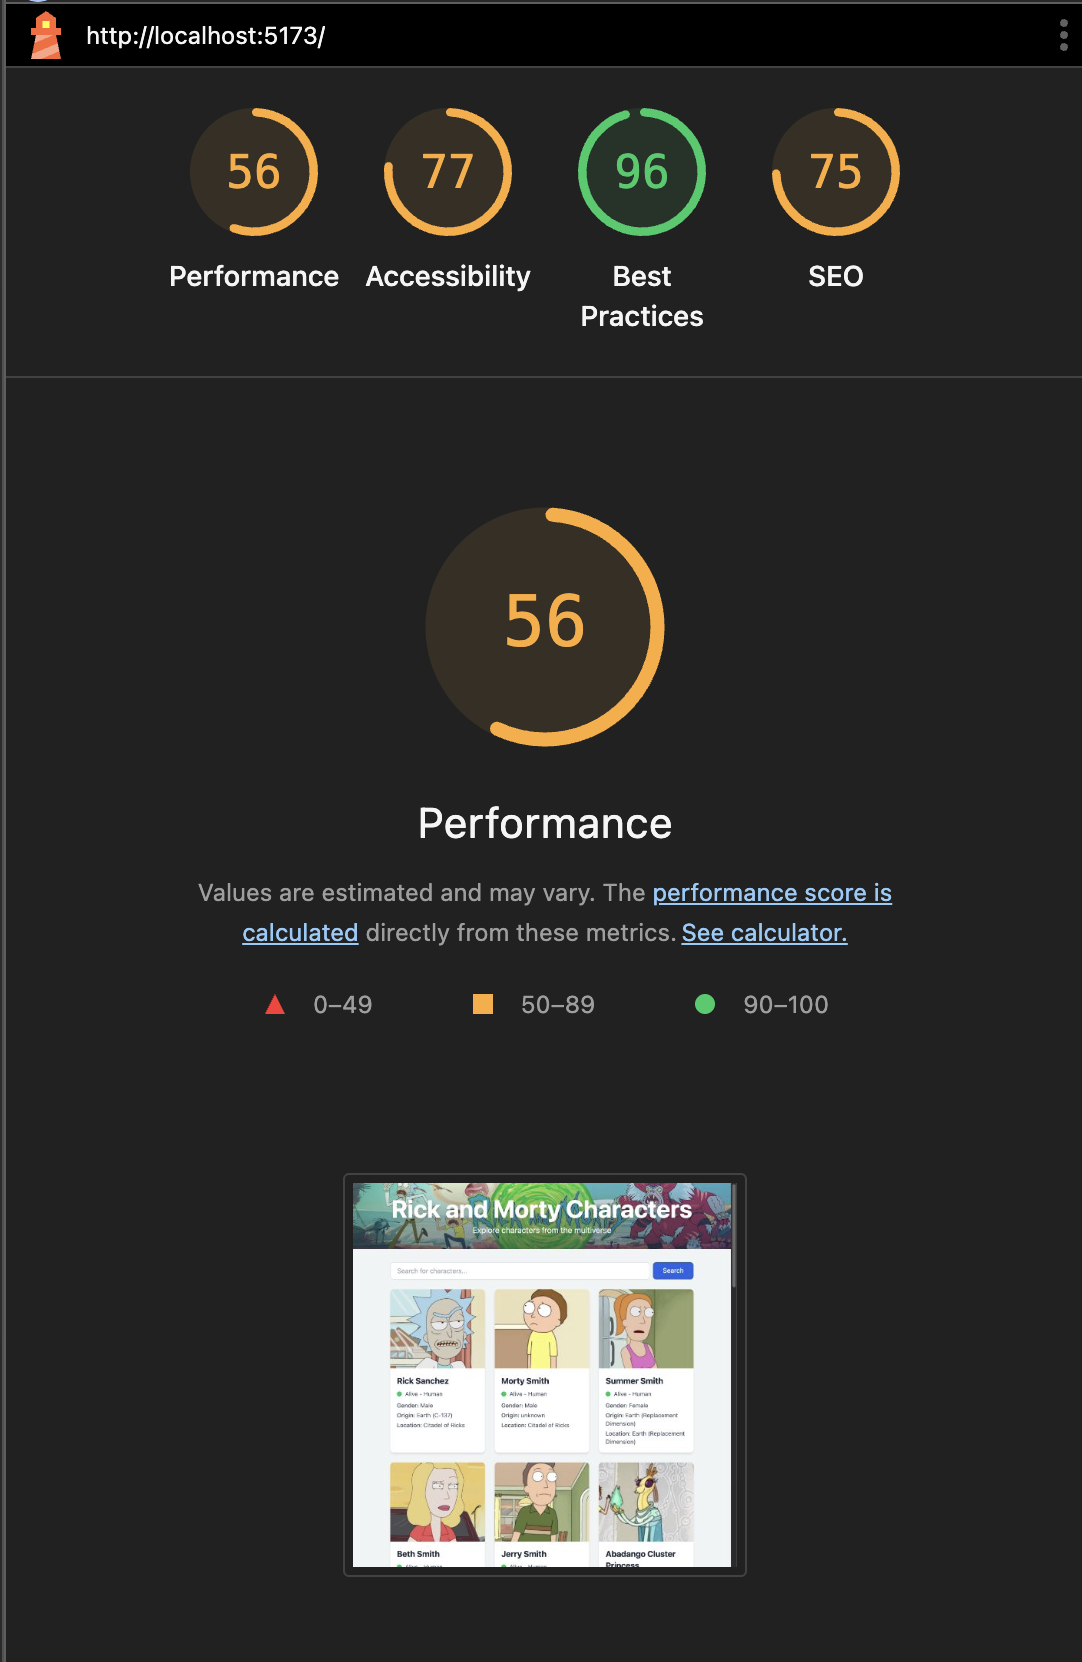 http://localhost:5173/
56
77
96
75
Performance
Accessibility
Best
Practices
SEO
56
Performance
Values are estimated and may vary. The performance score is
calculated directly from these metrics. See calculator.
0–49
50–89
90–100
Rick and Morty Characters
Explore characters from the multiverse
Search for characters...
Search
Rick Sanchez
Alive - Human
Gender: Male
Origin: Earth (C-137)
Location: Citadel of Ricks
Morty Smith
Alive - Human
Gender: Male
Origin: unknown
Location: Citadel of Ricks
Summer Smith
Alive - Human
Gender: Female
Origin: Earth (Replacement
Dimension)
Location: Earth (Replacement
Dimension)
Beth Smith
Jerry Smith
Abadango Cluster
Princess